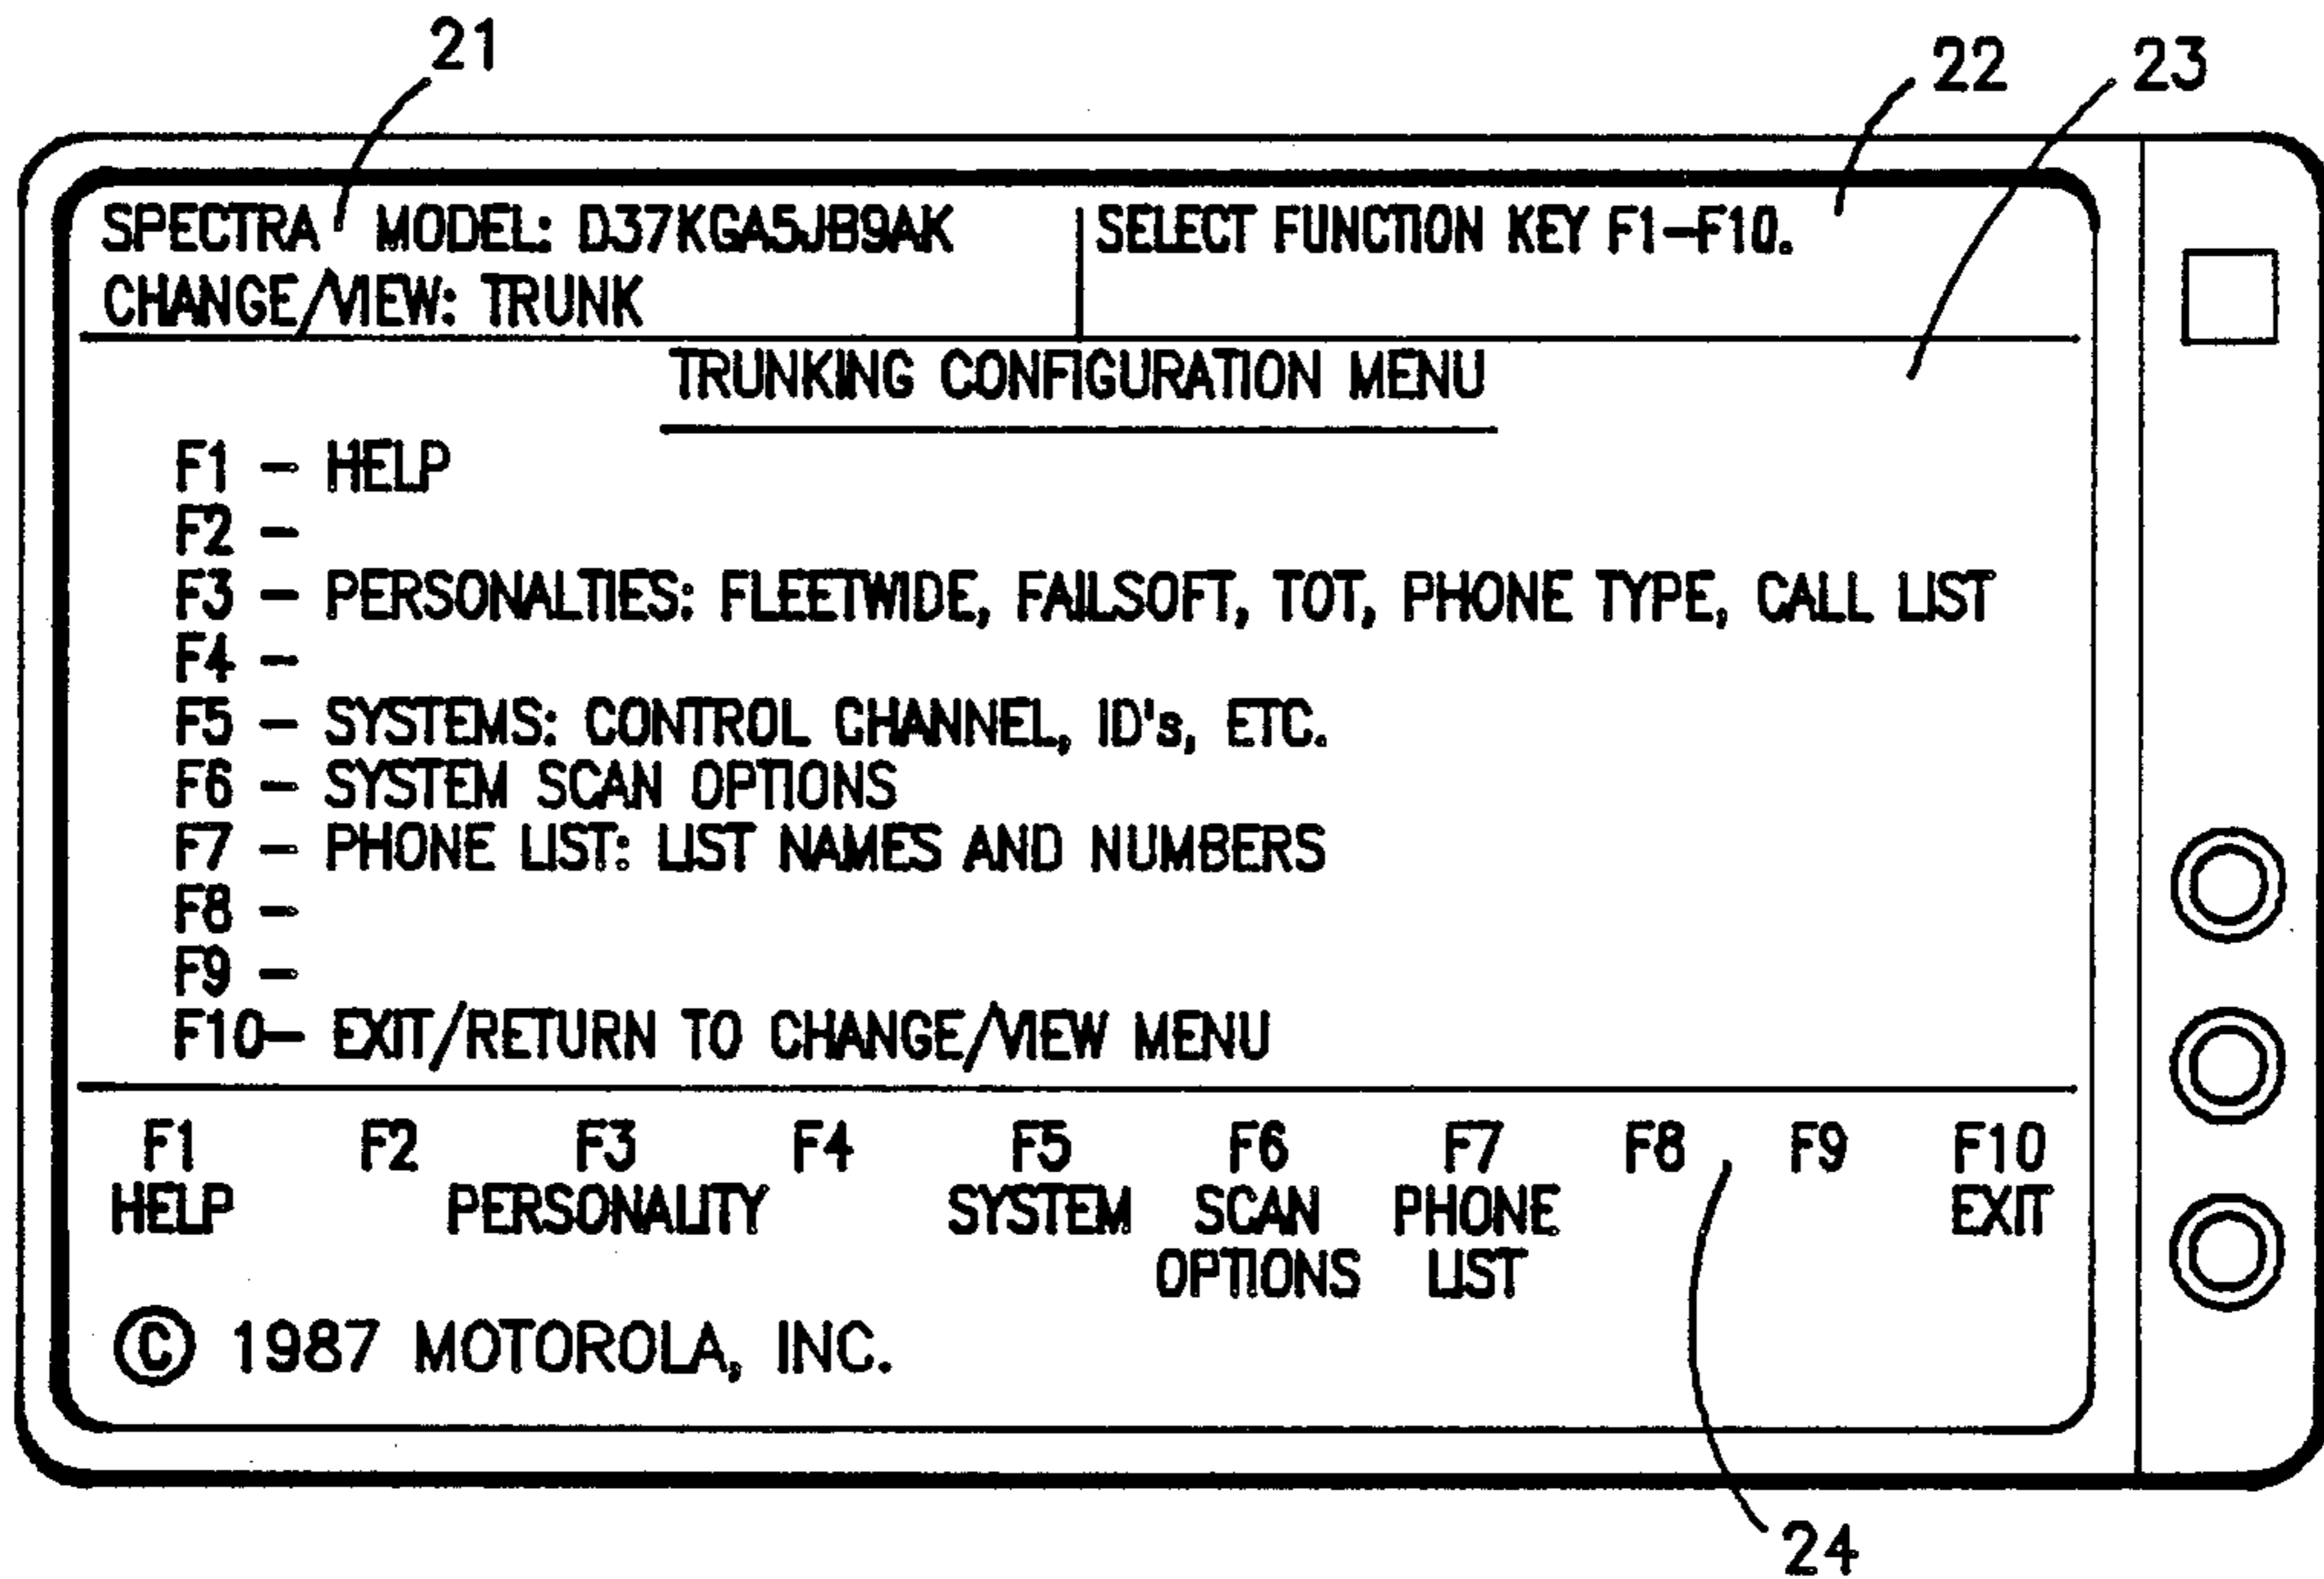 21
22
23
SPECTRA MODEL: D37KGA5JB9AK
CHANGE/VIEW: TRUNK
SELECT FUNCTION KEY F1-F10.
TRUNKING CONFIGURATION MENU
F1 - HELP
F2 -
F3 - PERSONALTIES: FLEETWIDE, FAILSOFT, TOT, PHONE TYPE, CALL LIST
F4 -
F5 - SYSTEMS: CONTROL CHANNEL, ID's, ETC.
F6 - SYSTEM SCAN OPTIONS
F7 - PHONE LIST: LIST NAMES AND NUMBERS
F8 -
F9 -
F10- EXIT/RETURN TO CHANGE/VIEW MENU
F1 F2 F3 F4 F5 F6 F7 F8 F9 F10
HELP PERSONALITY SYSTEM SCAN PHONE EXIT
OPTIONS LIST
© 1987 MOTOROLA, INC.
24